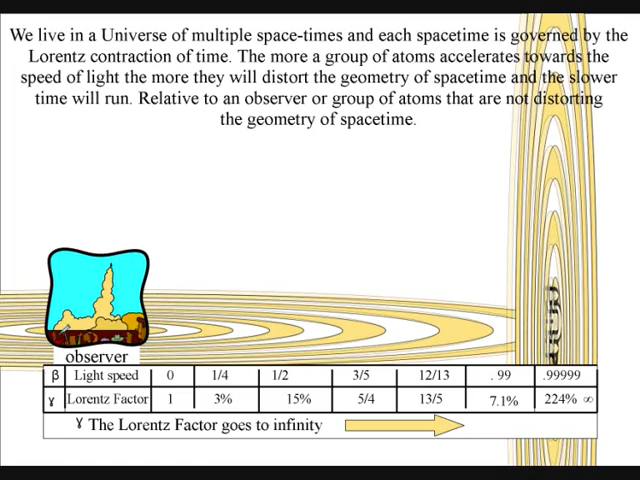 We live in a Universe of multiple space-times and each spacetime is governed by the
Lorentz contraction of time. The more a group of atoms accelerates towards the
speed of light the more they will distort the geometry of spacetime and the slower
time will run. Relative to an observer or group of atoms that are not distorting
the geometry of spacetime.
observer
β Light speed 0 1/4 1/2 3/5 12/13 . 99 .99999
γ Lorentz Factor 1 3% 15% 5/4 13/5 7.1% 224% ∞
γ The Lorentz Factor goes to infinity